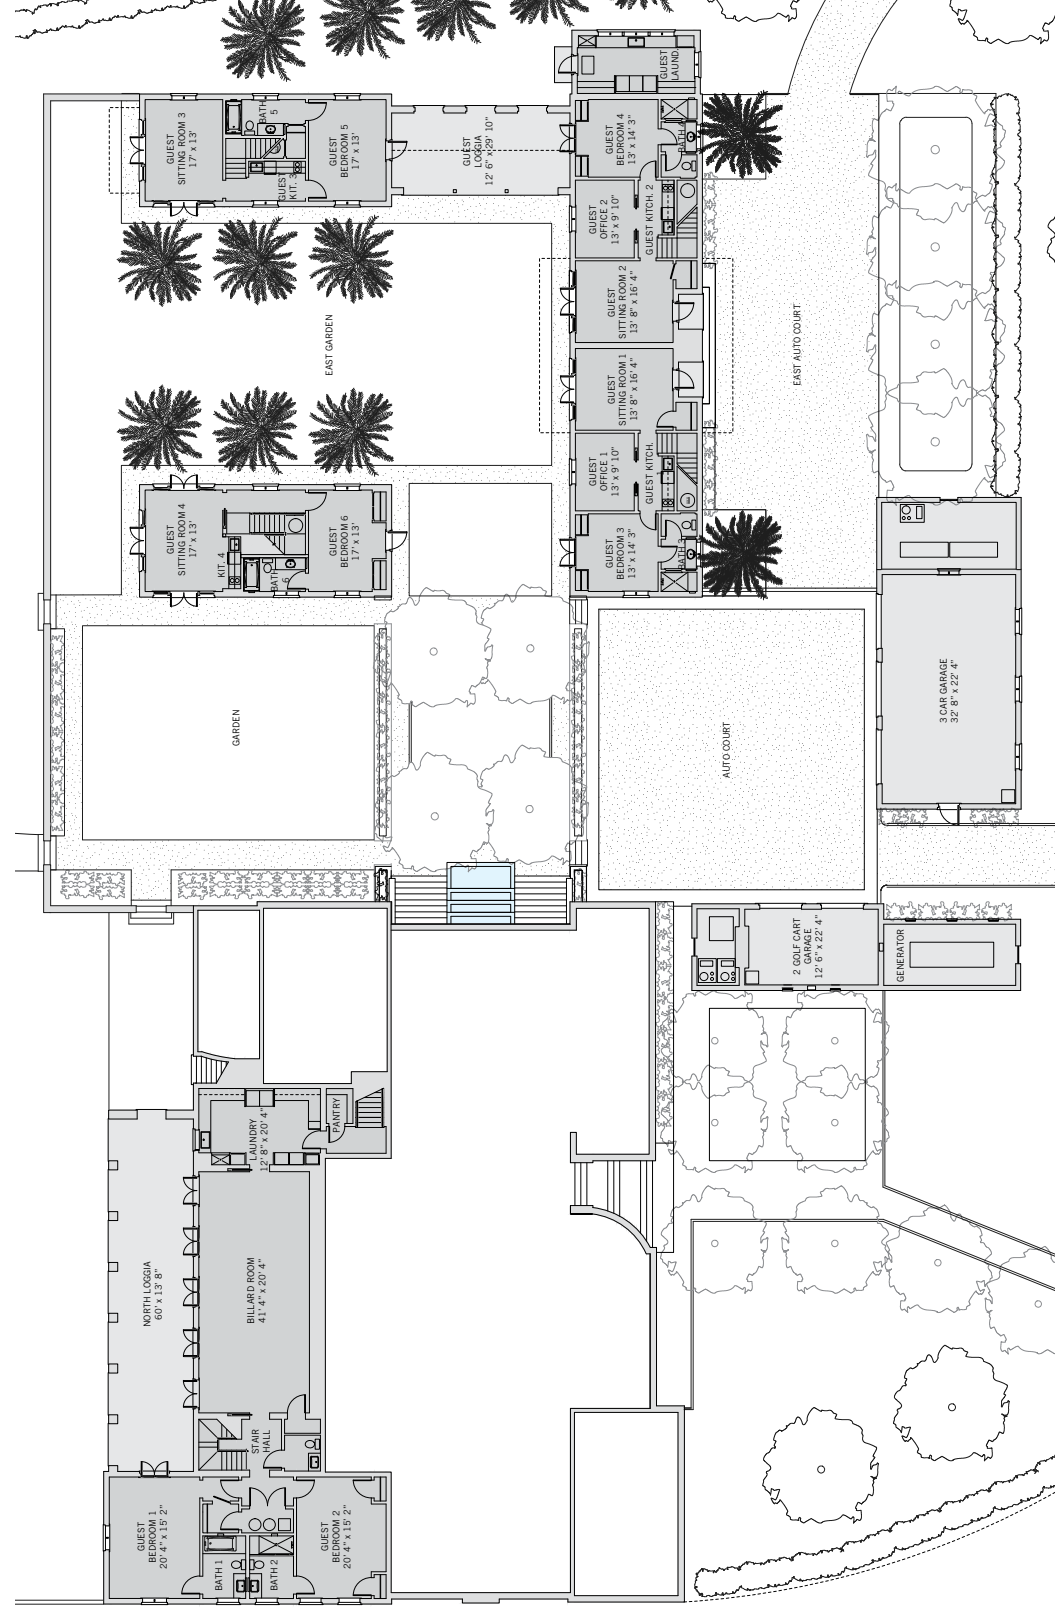 GUEST
LAUND.
GUEST
SITTING ROOM 3
17' x 13'
BATH
5
GUEST
KIT. 3
GUEST
BEDROOM 5
17' x 13'
GUEST
LOGGIA
12' 6" x 29' 10"
GUEST
BEDROOM 4
13' x 14' 3"
BATH 4
GUEST
OFFICE 2
13' x 9' 10"
GUEST KITCH. 2
GUEST
SITTING ROOM 2
13' 8" x 16' 4"
EAST GARDEN
EAST AUTO COURT
GUEST
SITTING ROOM 1
13' 8" x 16' 4"
GUEST
OFFICE 1
13' x 9' 10"
GUEST KITCH.
GUEST
SITTING ROOM 4
17' x 13'
KIT. 4
BATH
6
GUEST
BEDROOM 6
17' x 13'
GUEST
BEDROOM 3
13' x 14' 3"
BATH 3
GARDEN
AUTO COURT
3 CAR GARAGE
32' 8" x 22' 4"
2 GOLF CART
GARAGE
12' 6" x 22' 4"
GENERATOR
LAUNDRY
12' 8" x 20' 4"
PANTRY
NORTH LOGGIA
60' x 13' 8"
BILLARD ROOM
41' 4" x 20' 4"
STAIR
HALL
GUEST
BEDROOM 1
20' 4" x 15' 2"
BATH 1
BATH 2
GUEST
BEDROOM 2
20' 4" x 15' 2"